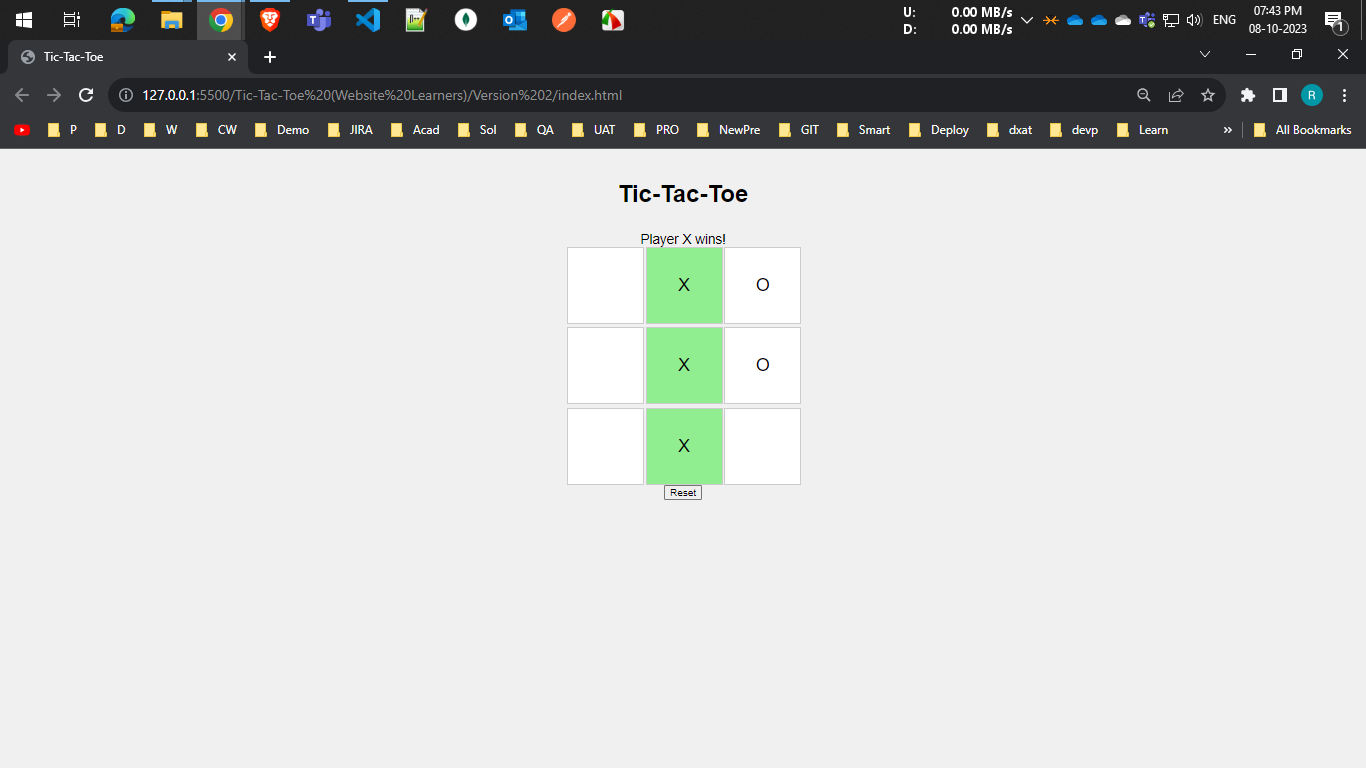 U: 0.00 MB/s
D: 0.00 MB/s
ENG
07:43 PM
08-10-2023
1
Tic-Tac-Toe
127.0.0.1:5500/Tic-Tac-Toe%20(Website%20Learners)/Version%202/index.html
R
P D W CW Demo JIRA Acad Sol QA UAT PRO NewPre GIT Smart Deploy dxat devp Learn » All Bookmarks
Tic-Tac-Toe
Player X wins!
X O
X O
X
Reset